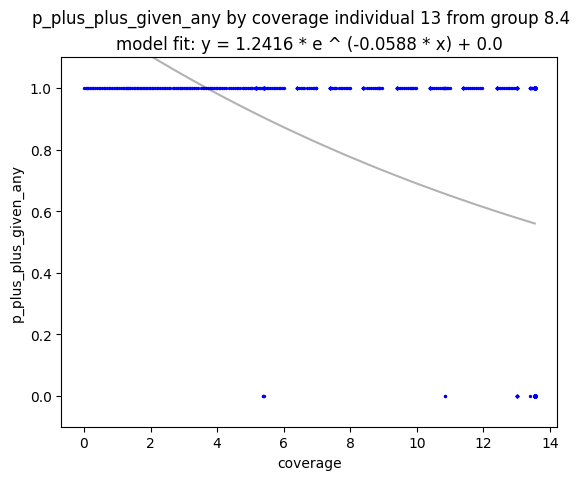 p_plus_plus_given_any by coverage individual 13 from group 8.4
model fit: y = 1.2416 * e ^ (-0.0588 * x) + 0.0
1.0
0.8
0.6
0.4
0.2
0.0
p_plus_plus_given_any
0 2 4 6 8 10 12 14
coverage